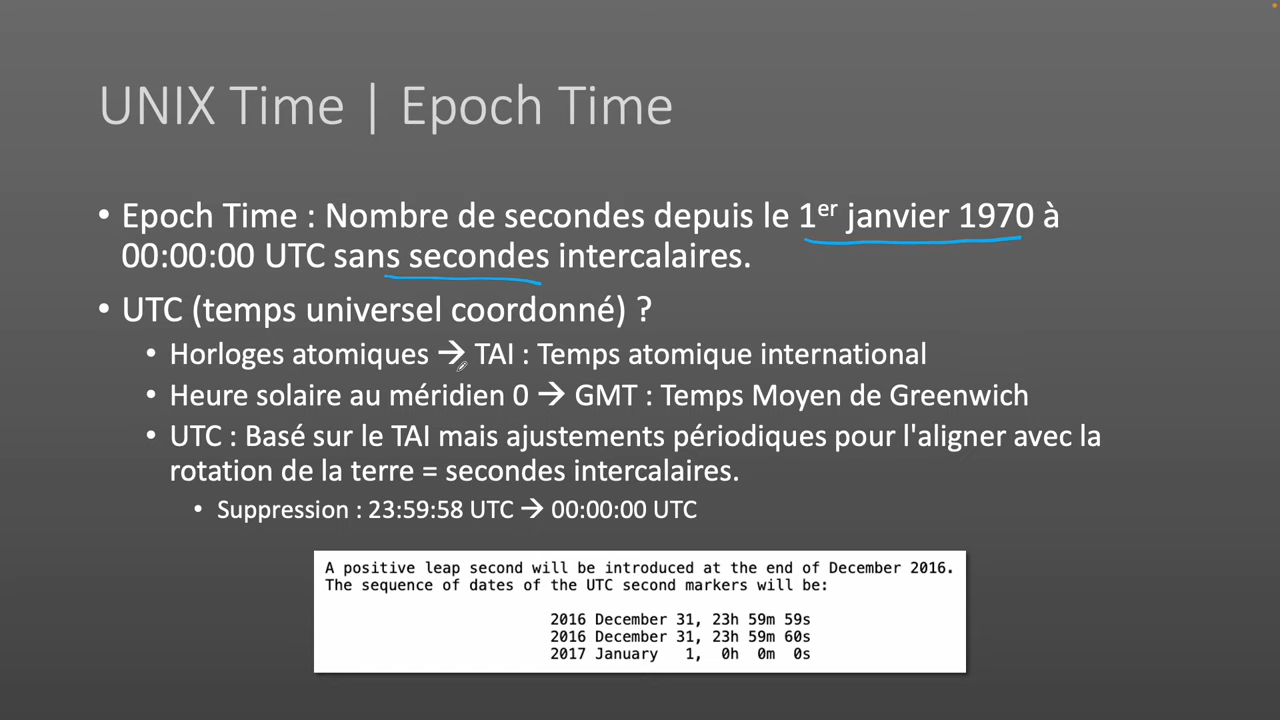 UNIX Time | Epoch Time
• Epoch Time : Nombre de secondes depuis le 1er janvier 1970 à
00:00:00 UTC sans secondes intercalaires.
• UTC (temps universel coordonné) ?
• Horloges atomiques → TAI : Temps atomique international
• Heure solaire au méridien 0 → GMT : Temps Moyen de Greenwich
• UTC : Basé sur le TAI mais ajustements périodiques pour l'aligner avec la
rotation de la terre = secondes intercalaires.
• Suppression : 23:59:58 UTC → 00:00:00 UTC
A positive leap second will be introduced at the end of December 2016.
The sequence of dates of the UTC second markers will be:
2016 December 31, 23h 59m 59s
2016 December 31, 23h 59m 60s
2017 January 1, 0h 0m 0s